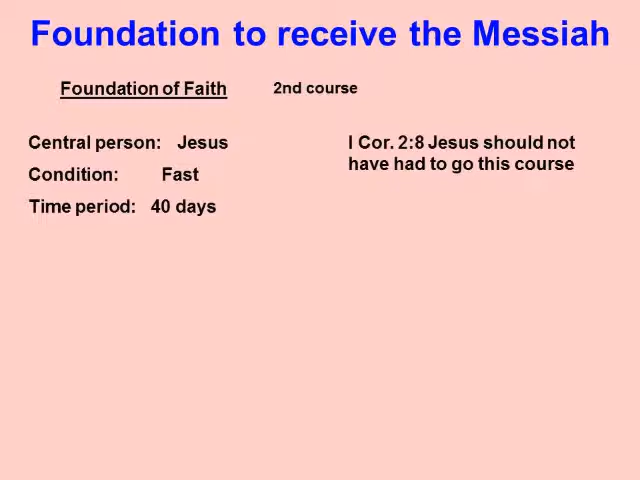 Foundation to receive the Messiah
Foundation of Faith 2nd course
Central person: Jesus
I Cor. 2:8 Jesus should not
have had to go this course
Condition: Fast
Time period: 40 days